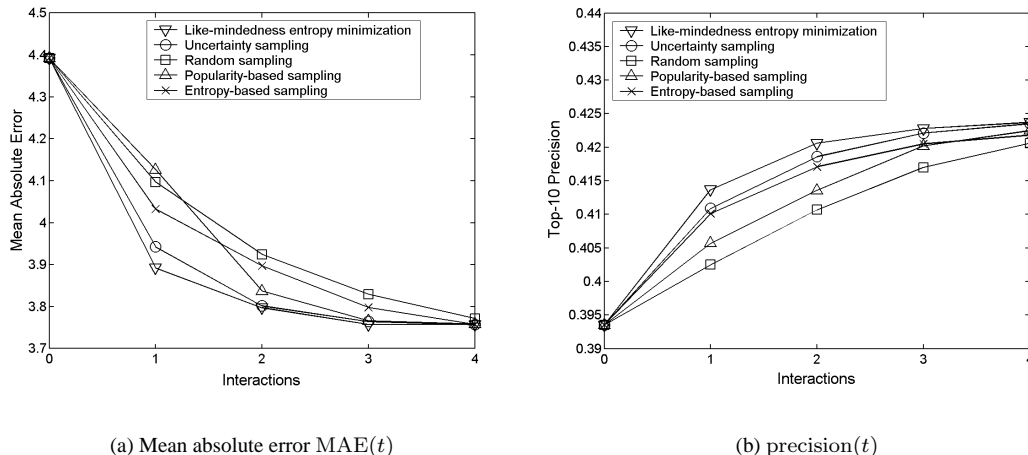 4.5
4.4
4.3
4.2
4.1
4
3.9
3.8
3.7
Mean Absolute Error
Like-mindedness entropy minimization
Uncertainty sampling
Random sampling
Popularity-based sampling
Entropy-based sampling
0 1 2 3 4
Interactions
(a) Mean absolute error MAE(t)
0.44
0.435
0.43
0.425
0.42
0.415
0.41
0.405
0.4
0.395
0.39
Top-10 Precision
Like-mindedness entropy minimization
Uncertainty sampling
Random sampling
Popularity-based sampling
Entropy-based sampling
0 1 2 3 4
Interactions
(b) precision(t)